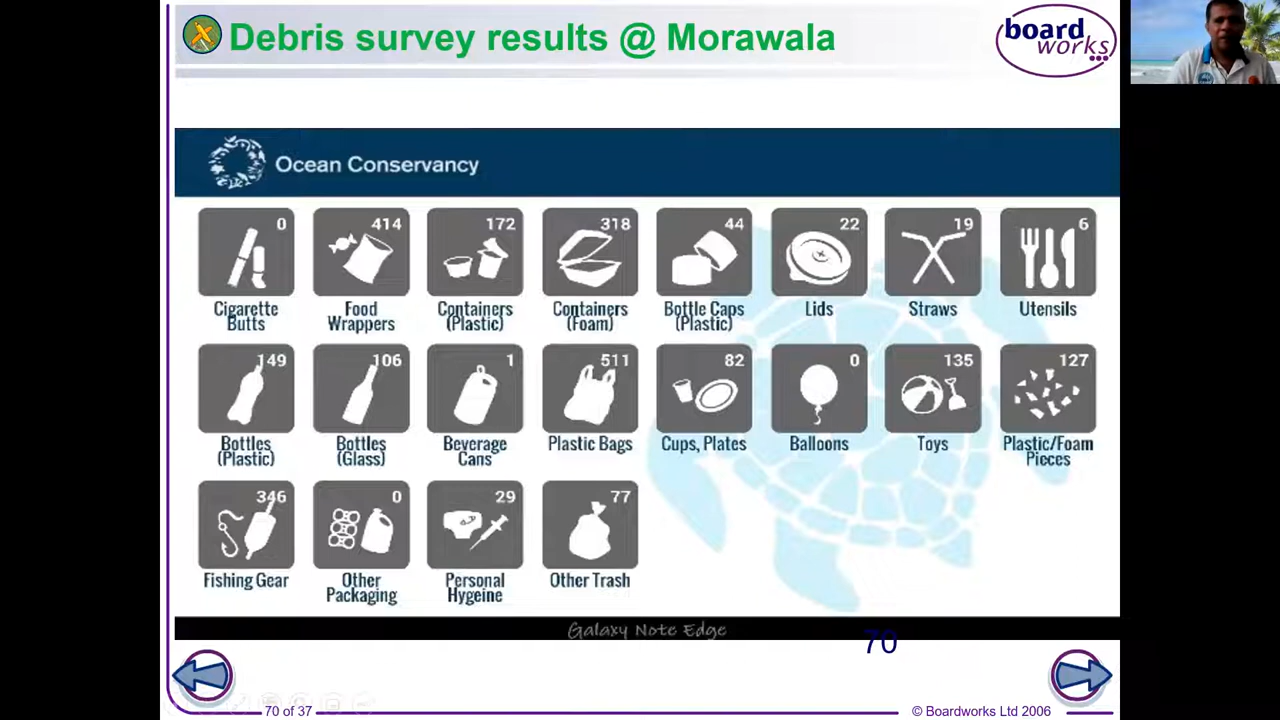 Debris survey results @ Morawala
board
works
Ocean Conservancy
0
414
172
318
44
22
19
6
Cigarette
Butts
Food
Wrappers
Containers
(Plastic)
Containers
(Foam)
Bottle Caps
(Plastic)
Lids
Straws
Utensils
149
106
1
511
82
0
135
127
Bottles
(Plastic)
Bottles
(Glass)
Beverage
Cans
Plastic Bags
Cups, Plates
Balloons
Toys
Plastic/Foam
Pieces
346
0
29
77
Fishing Gear
Other
Packaging
Personal
Hygeine
Other Trash
Galaxy Note Edge
70
70 of 37
© Boardworks Ltd 2006